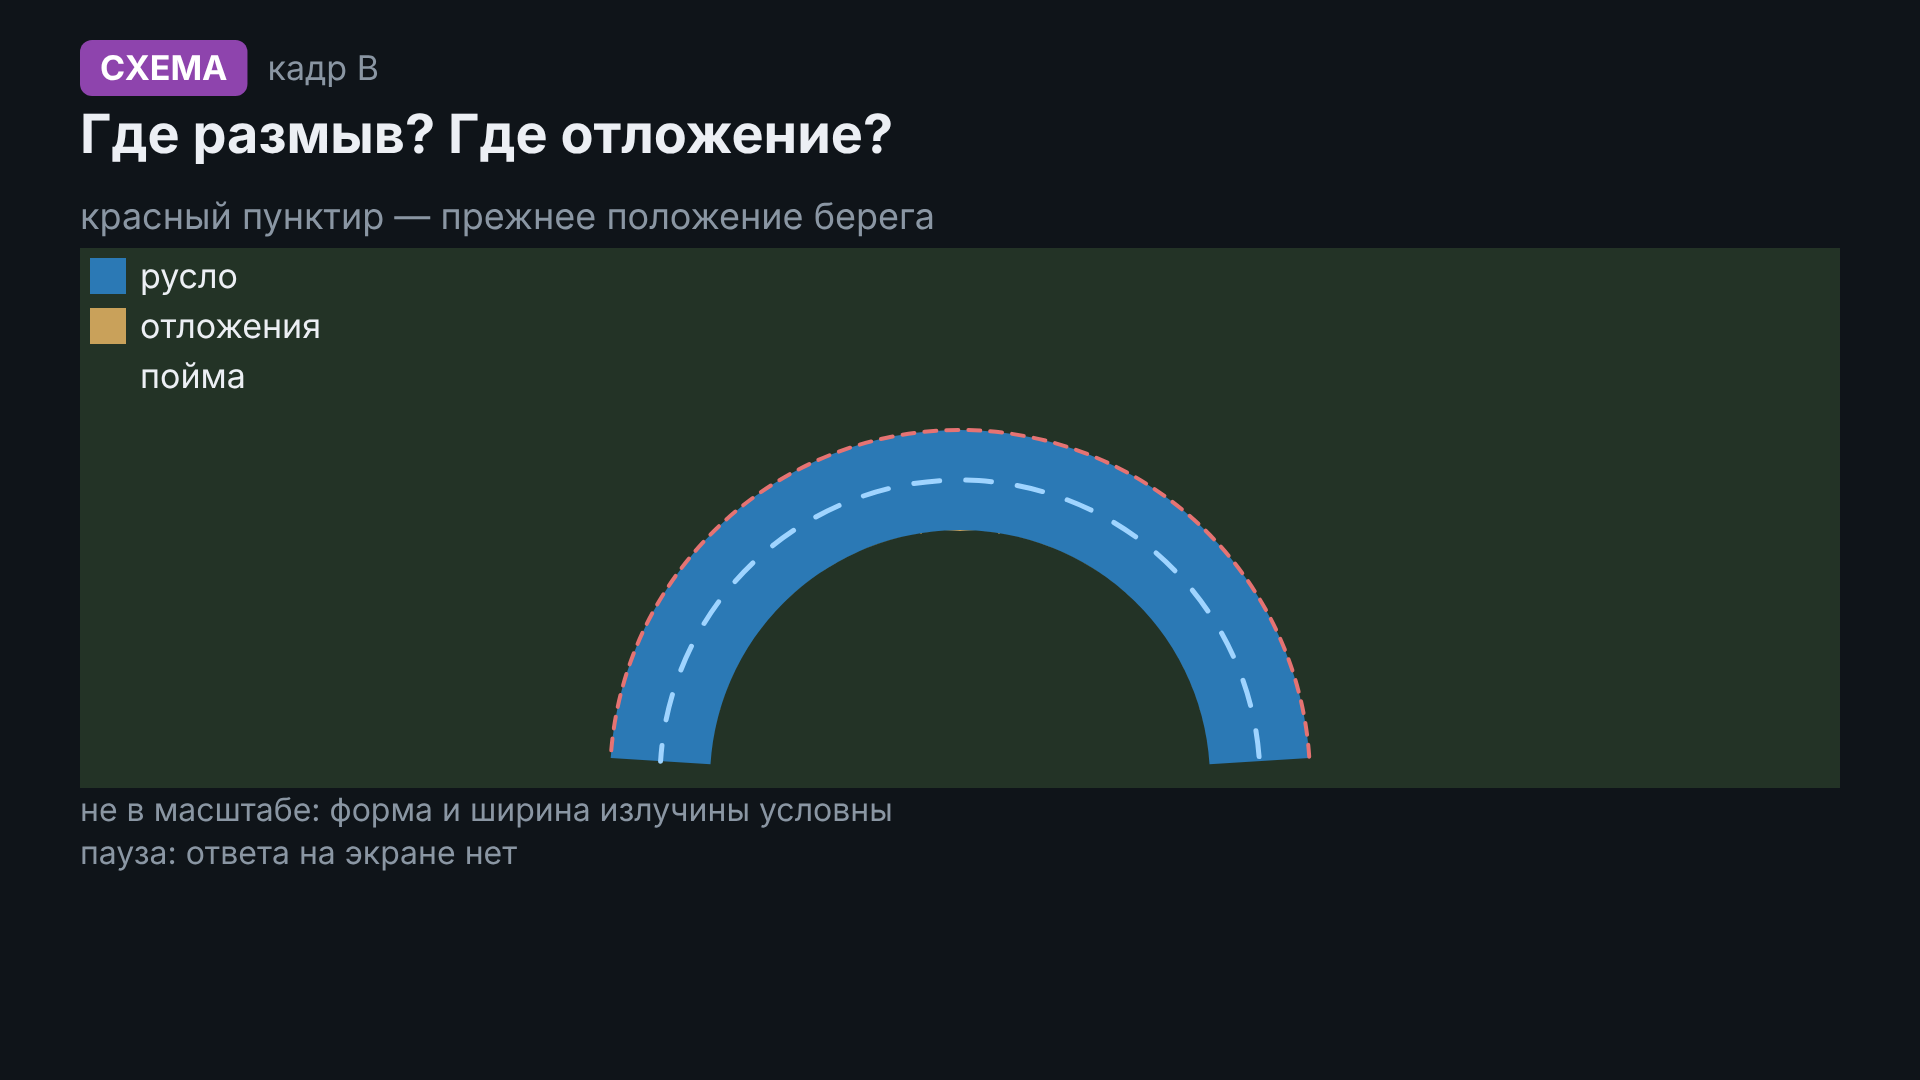 СХЕМА кадр B
Где размыв? Где отложение?
красный пунктир — прежнее положение берега
русло
отложения
пойма
не в масштабе: форма и ширина излучины условны
пауза: ответа на экране нет